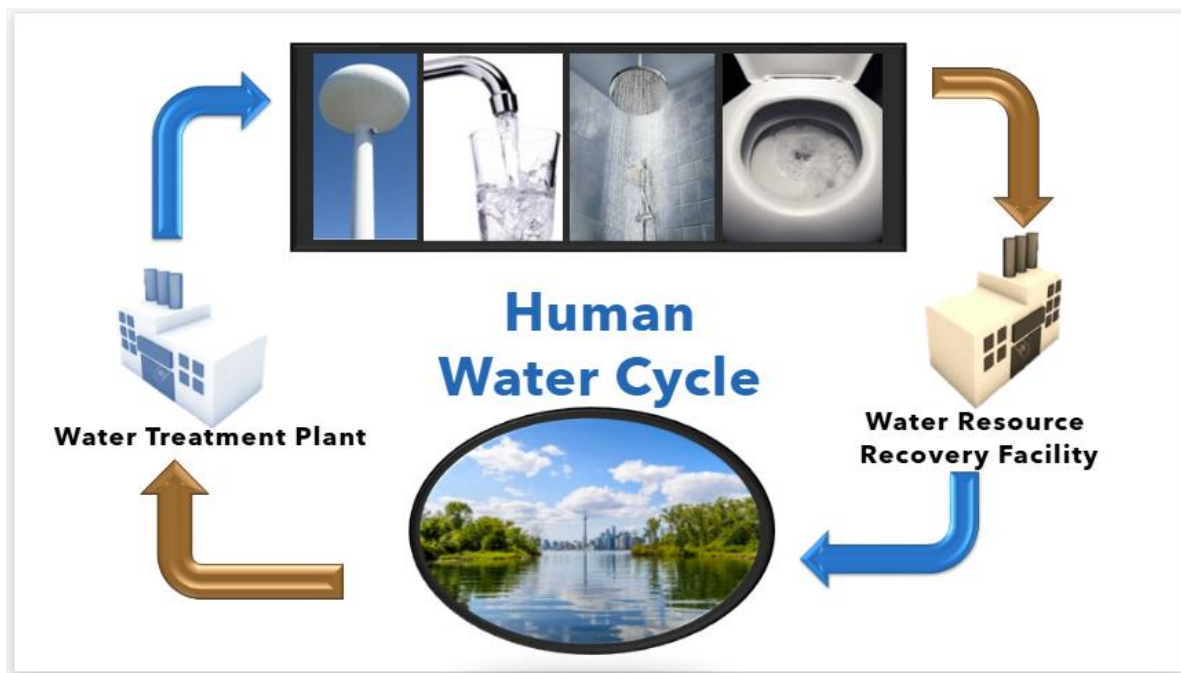 Human
Water Cycle
Water Treatment Plant
Water Resource
Recovery Facility